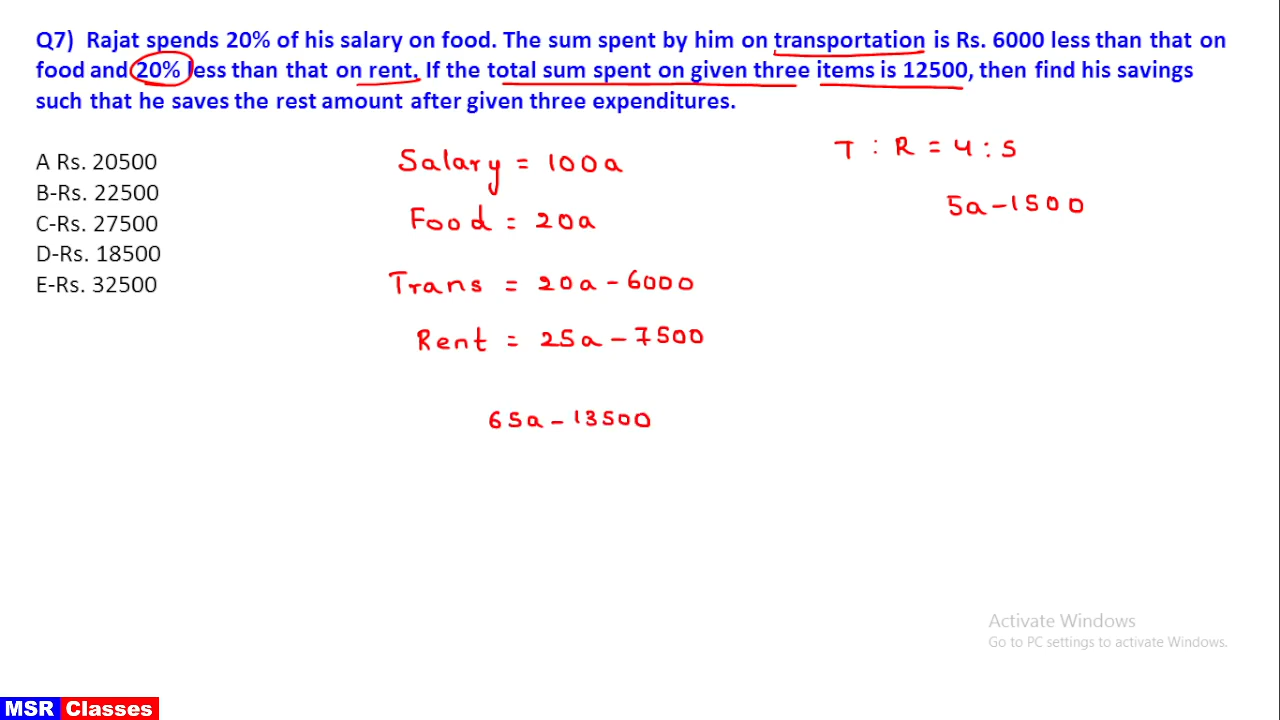 Q7) Rajat spends 20% of his salary on food. The sum spent by him on transportation is Rs. 6000 less than that on
food and 20% less than that on rent. If the total sum spent on given three items is 12500, then find his savings
such that he saves the rest amount after given three expenditures.
A Rs. 20500
B-Rs. 22500
C-Rs. 27500
D-Rs. 18500
E-Rs. 32500
Salary = 100a
Food = 20a
Trans = 20a - 6000
Rent = 25a - 7500
65a - 13500
T : R = 4 : 5
5a - 1500
Activate Windows
Go to PC settings to activate Windows.
MSR Classes